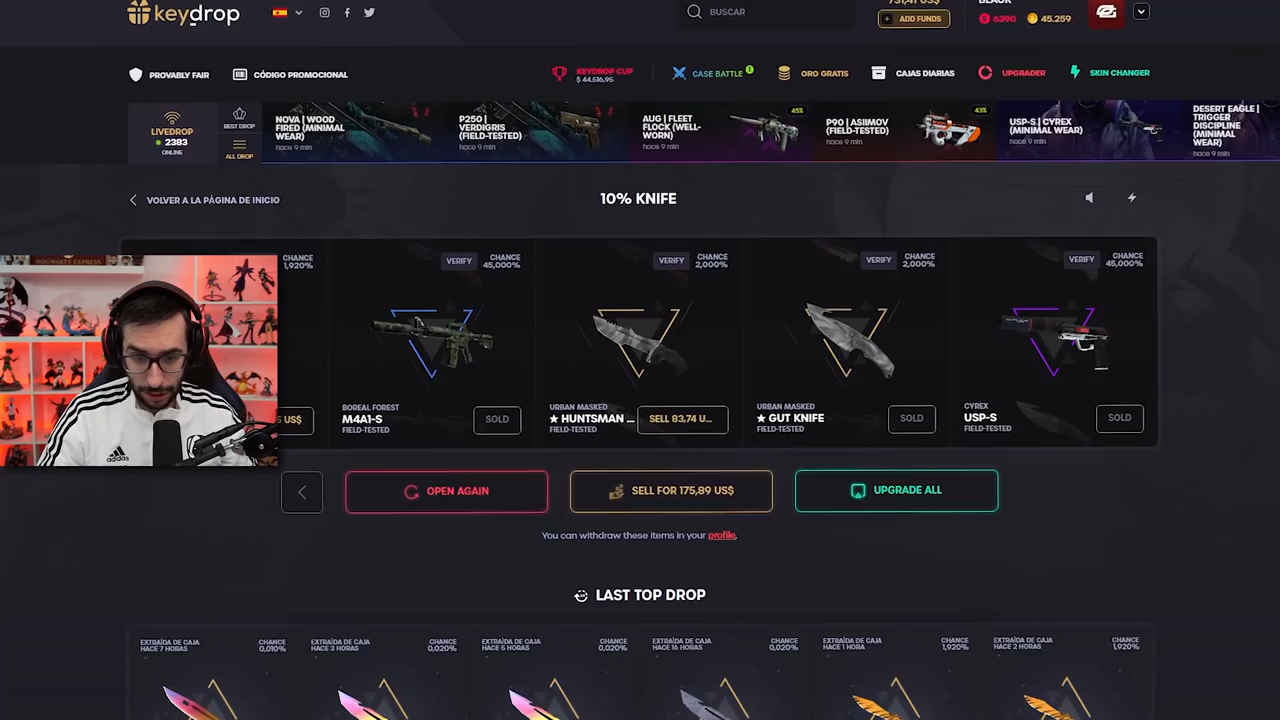 keydrop
BUSCAR
ADD FUNDS
6390
45.259
PROVABLY FAIR
CÓDIGO PROMOCIONAL
KEYDROP CUP
$ 44.516,95
CASE BATTLE
1
ORO GRATIS
CAJAS DIARIAS
UPGRADER
SKIN CHANGER
LIVEDROP
2383
ONLINE
BEST DROP
ALL DROP
NOVA | WOOD
FIRED (MINIMAL
WEAR)
hace 9 min
P250 |
VERDIGRIS
(FIELD-TESTED)
hace 9 min
AUG | FLEET
FLOCK (WELL-
WORN)
hace 9 min
45%
P90 | ASIIMOV
(FIELD-TESTED)
hace 9 min
43%
USP-S | CYREX
(MINIMAL WEAR)
hace 9 min
DESERT EAGLE |
TRIGGER
DISCIPLINE
(MINIMAL
WEAR)
hace 9 min
VOLVER A LA PÁGINA DE INICIO
10% KNIFE
CHANCE
1,920%
VERIFY
CHANCE
45,000%
BOREAL FOREST
M4A1-S
FIELD-TESTED
SOLD
VERIFY
CHANCE
2,000%
URBAN MASKED
★ HUNTSMAN ...
FIELD-TESTED
SELL 83,74 U...
VERIFY
CHANCE
2,000%
URBAN MASKED
★ GUT KNIFE
FIELD-TESTED
SOLD
VERIFY
CHANCE
45,000%
CYREX
USP-S
FIELD-TESTED
SOLD
US$
HOGWARTS EXPRESS
adidas
OPEN AGAIN
SELL FOR 175,89 US$
UPGRADE ALL
You can withdraw these items in your profile.
LAST TOP DROP
EXTRAÍDA DE CAJA
HACE 7 HORAS
CHANCE
0,010%
EXTRAÍDA DE CAJA
HACE 3 HORAS
CHANCE
0,020%
EXTRAÍDA DE CAJA
HACE 5 HORAS
CHANCE
0,020%
EXTRAÍDA DE CAJA
HACE 16 HORAS
CHANCE
0,020%
EXTRAÍDA DE CAJA
HACE 1 HORA
CHANCE
1,920%
EXTRAÍDA DE CAJA
HACE 2 HORAS
CHANCE
1,920%